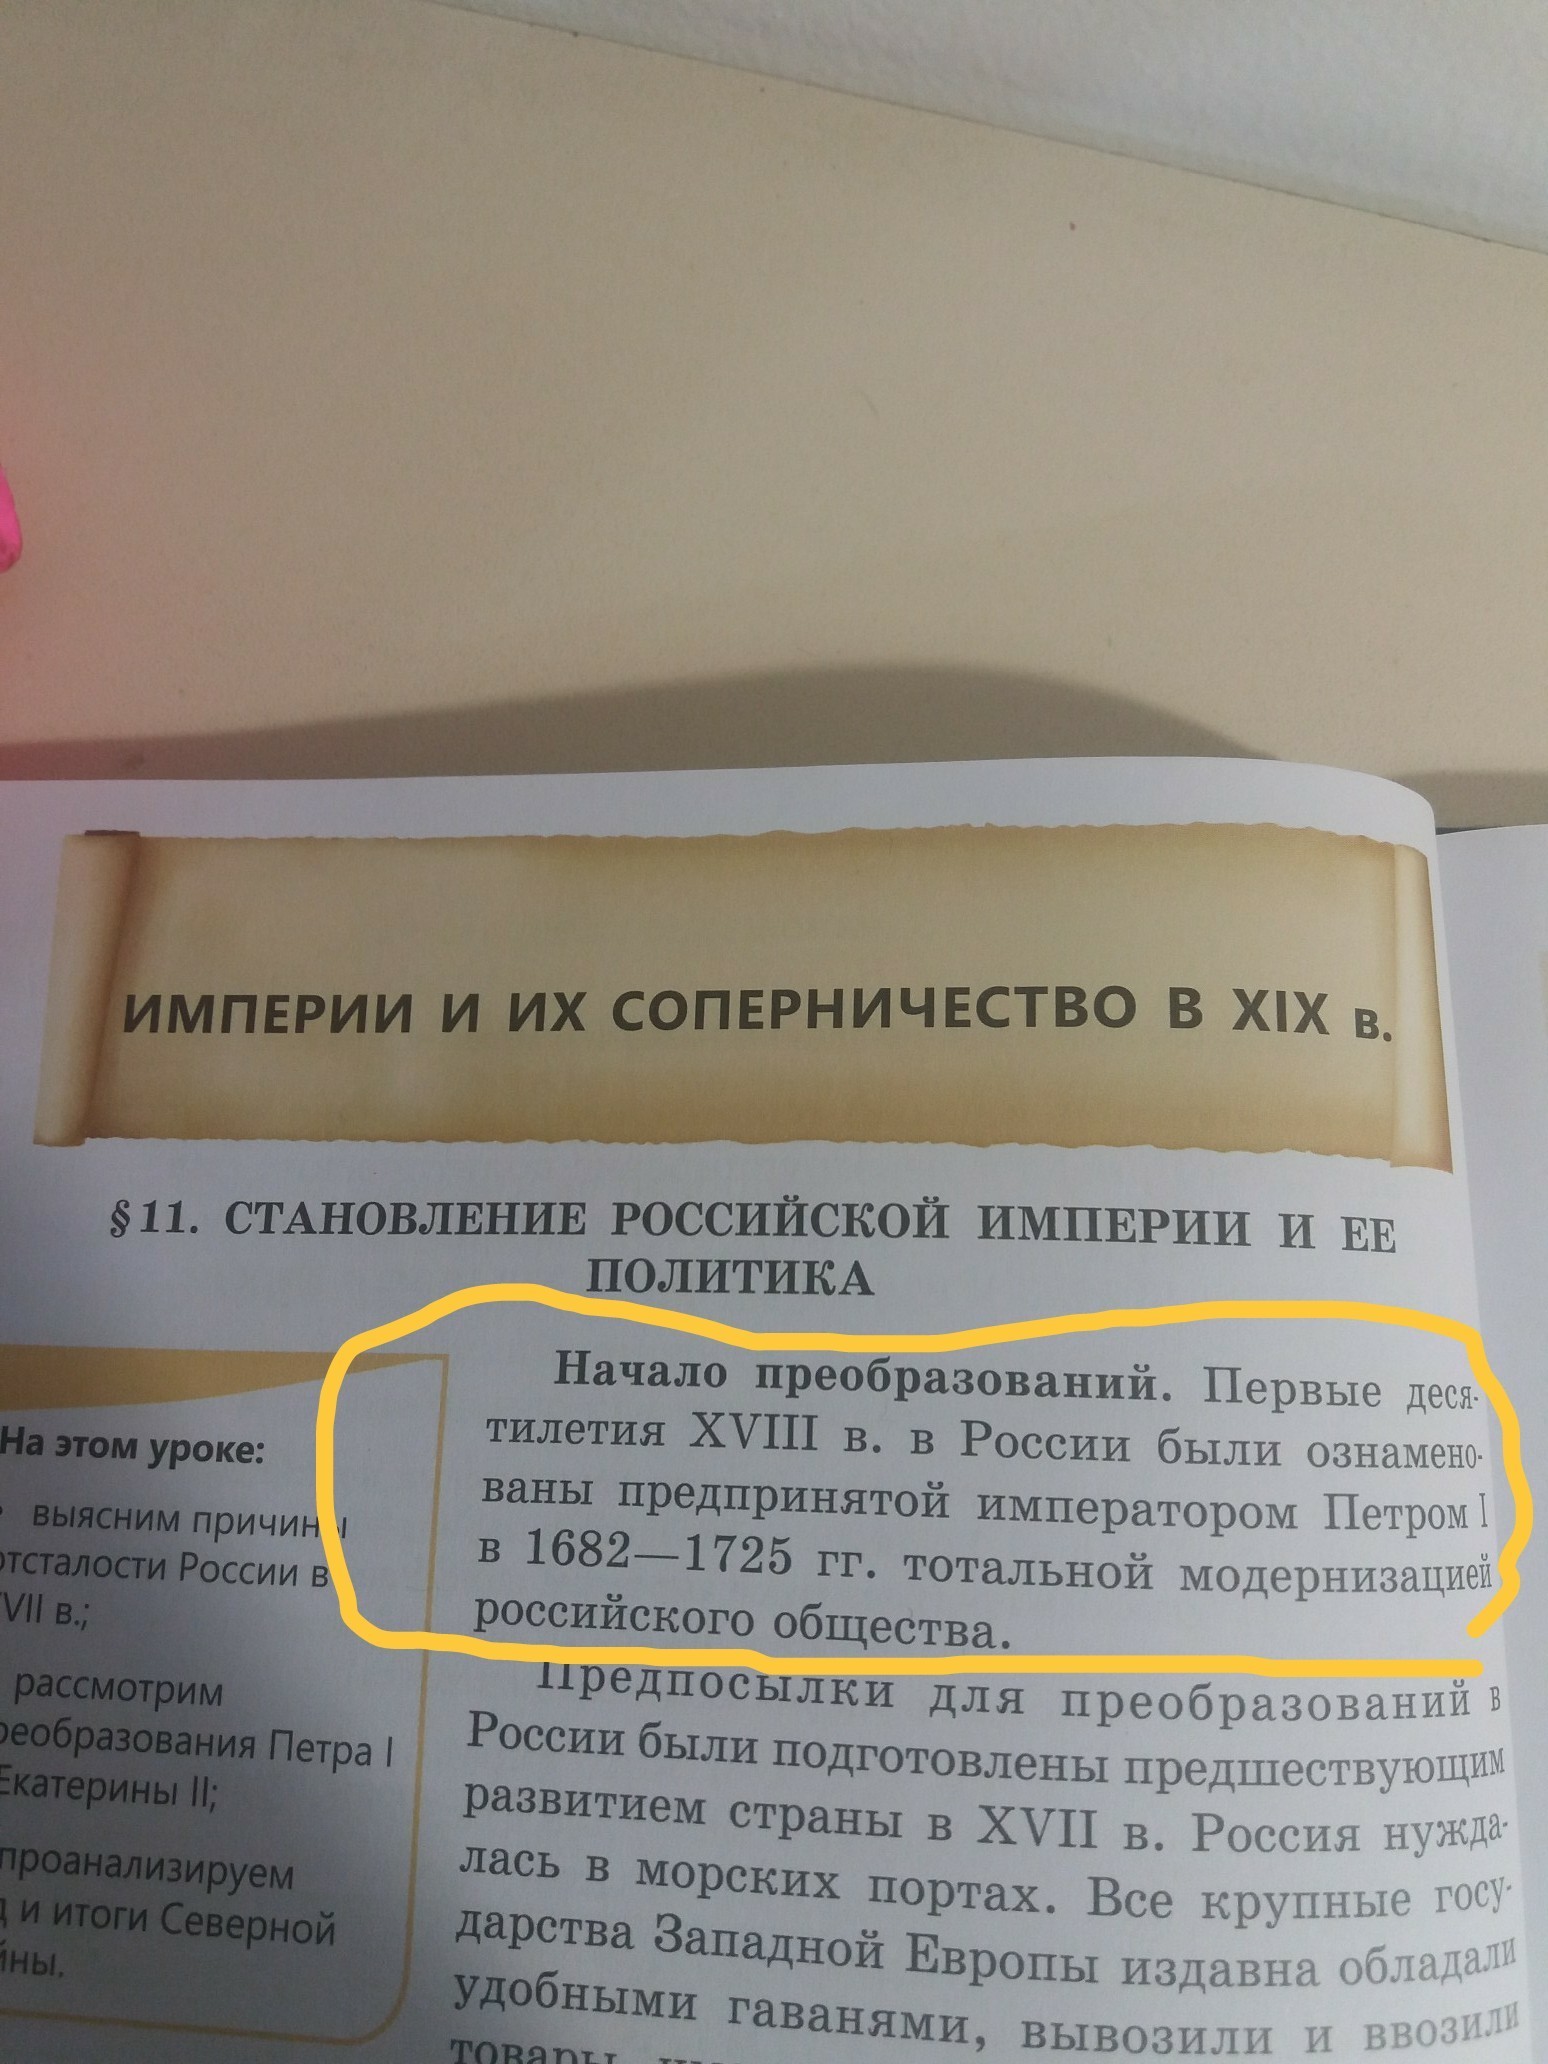 ИМПЕРИИ И ИХ СОПЕРНИЧЕСТВО В XIX в.
§ 11. СТАНОВЛЕНИЕ РОССИЙСКОЙ ИМПЕРИИ И ЕЕ
ПОЛИТИКА
На этом уроке:
выясним причины
отсталости России в
VII в.;
рассмотрим
реобразования Петра I
Екатерины II;
проанализируем
д и итоги Северной
йны.
Начало преобразований. Первые деся-
тилетия XVIII в. в России были ознамено-
ваны предпринятой императором Петром I
в 1682—1725 гг. тотальной модернизацией
российского общества.
Предпосылки для преобразований в
России были подготовлены предшествующим
развитием страны в XVII в. Россия нужда-
лась в морских портах. Все крупные госу-
дарства Западной Европы издавна обладали
удобными гаванями, вывозили и ввозили
товары